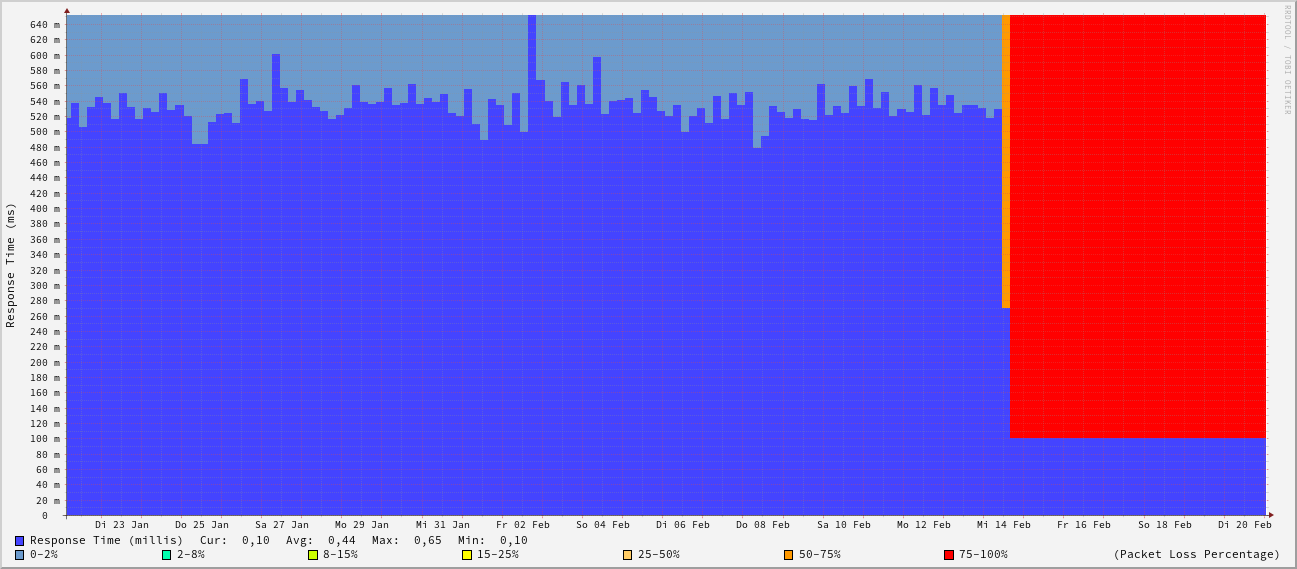 RRDTOOL / TOBI OETIKER
Response Time (ms)
640 m
620 m
600 m
580 m
560 m
540 m
520 m
500 m
480 m
460 m
440 m
420 m
400 m
380 m
360 m
340 m
320 m
300 m
280 m
260 m
240 m
220 m
200 m
180 m
160 m
140 m
120 m
100 m
80 m
60 m
40 m
20 m
0
Di 23 Jan Do 25 Jan Sa 27 Jan Mo 29 Jan Mi 31 Jan Fr 02 Feb So 04 Feb Di 06 Feb Do 08 Feb Sa 10 Feb Mo 12 Feb Mi 14 Feb Fr 16 Feb So 18 Feb Di 20 Feb
Response Time (millis) Cur: 0,10 Avg: 0,44 Max: 0,65 Min: 0,10
0-2% 2-8% 8-15% 15-25% 25-50% 50-75% 75-100% (Packet Loss Percentage)